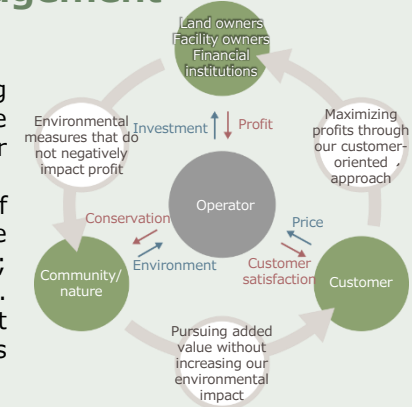 agement
g
e
r
f
e
;
.
t
s
Land owners
Facility owners
Financial
institutions
Environmental
measures that do
not negatively
impact profit
Investment
Profit
Maximizing
profits through
our customer-
oriented
approach
Operator
Conservation
Environment
Price
Customer
satisfaction
Community/
nature
Customer
Pursuing added
value without
increasing our
environmental
impact